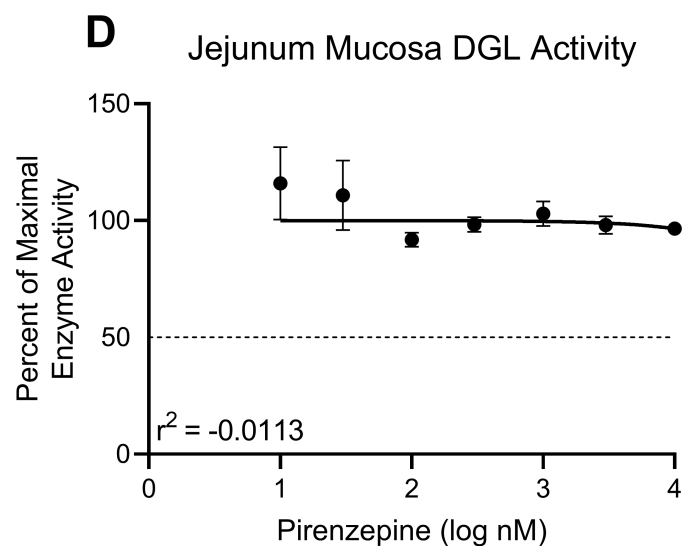 D
Jejunum Mucosa DGL Activity
Percent of Maximal
Enzyme Activity
150
100
50
0
r² = -0.0113
0 1 2 3 4
Pirenzepine (log nM)